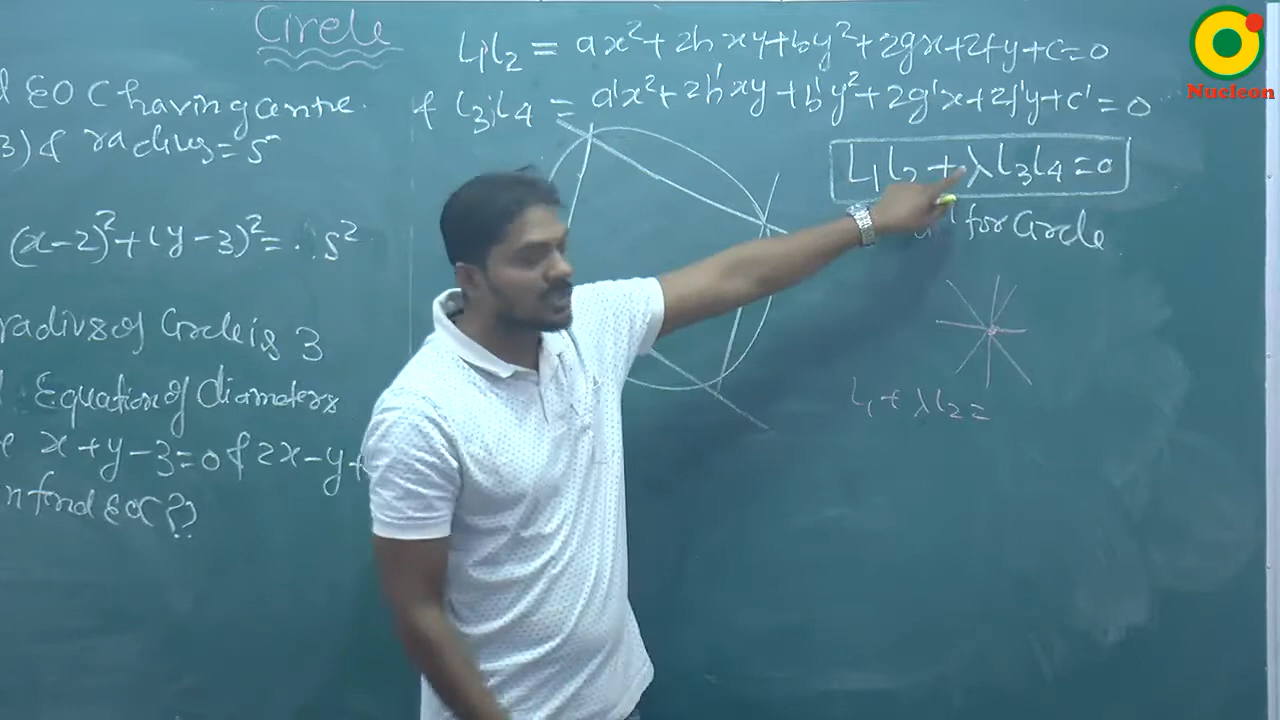 Circle
EOC having centre
3) & radius = 5
(x-2)² + (y-3)² = 5²
radius of Circle is 3
Equation of diameters
x+y-3=0 & 2x-y+
find EOC??
L₁L₂ = ax²+2hxy+by²+2gx+2fy+c=0
& L₃L₄ = a'x²+2h'xy+b'y²+2g'x+2f'y+c'=0
L₁L₂+λL₃L₄=0
for Circle
L₁+λL₂=
Nucleon